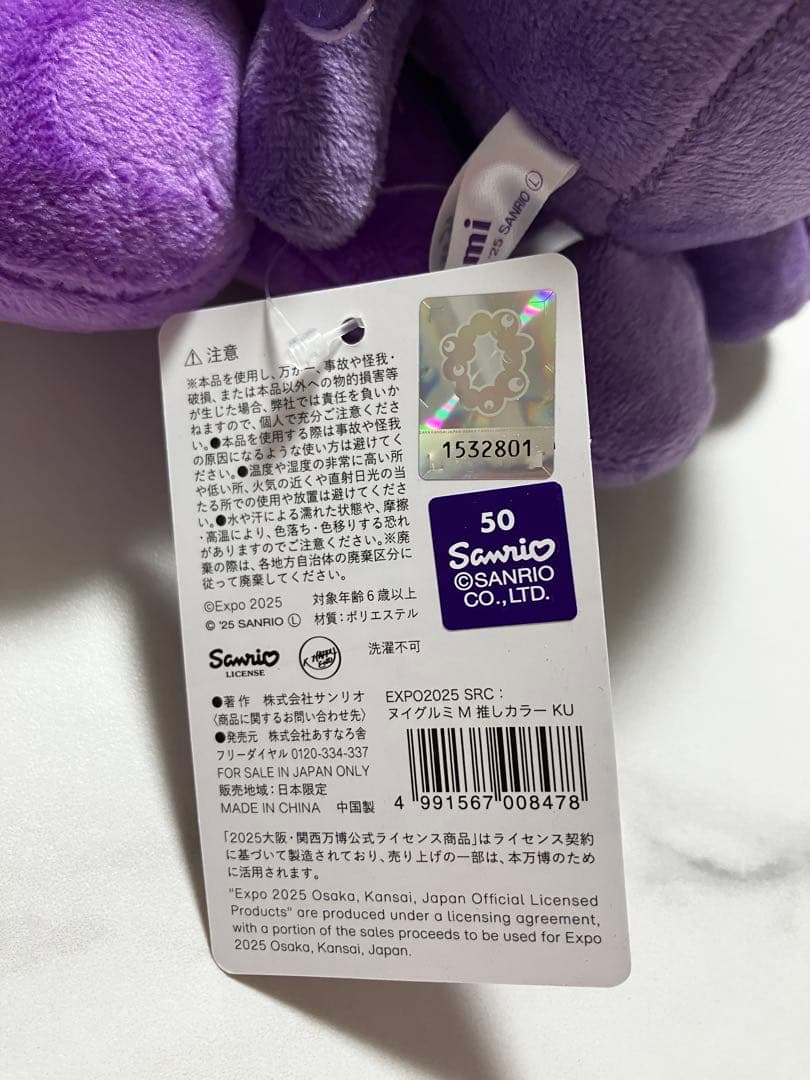 mi
'25 SANRIO Ⓛ
⚠ 注意
※本品を使用し、万が一、事故や怪我・
破損、または本品以外への物的損害等
が生じた場合、弊社では責任を負いか
ねますので、個人で充分ご注意くださ
い。●本品を使用する際は事故や怪我
の原因になるような使い方は避けてく
ださい。●温度や湿度の非常に高い所
や低い所、火気の近くや直射日光の当
たる所での使用や放置は避けてくださ
い。●水や汗による濡れた状態や、摩擦
・高温により、色落ち・色移りする恐れ
がありますのでご注意ください。※廃
棄の際は、各地方自治体の廃棄区分に
従って廃棄してください。
©Expo 2025 対象年齢6歳以上
© '25 SANRIO Ⓛ 材質：ポリエステル
洗濯不可
1532801
50
Sanrio
©SANRIO
CO.,LTD.
Sanrio
LICENSE
●著作 株式会社サンリオ
〈商品に関するお問い合わせ先〉
●発売元 株式会社あすなろ舎
フリーダイヤル 0120-334-337
FOR SALE IN JAPAN ONLY
販売地域：日本限定
MADE IN CHINA 中国製
EXPO2025 SRC：
ヌイグルミ M 推しカラー KU
4 991567 008478
「2025大阪・関西万博公式ライセンス商品」はライセンス契約
に基づいて製造されており、売り上げの一部は、本万博のため
に活用されます。
"Expo 2025 Osaka, Kansai, Japan Official Licensed
Products" are produced under a licensing agreement,
with a portion of the sales proceeds to be used for Expo
2025 Osaka, Kansai, Japan.